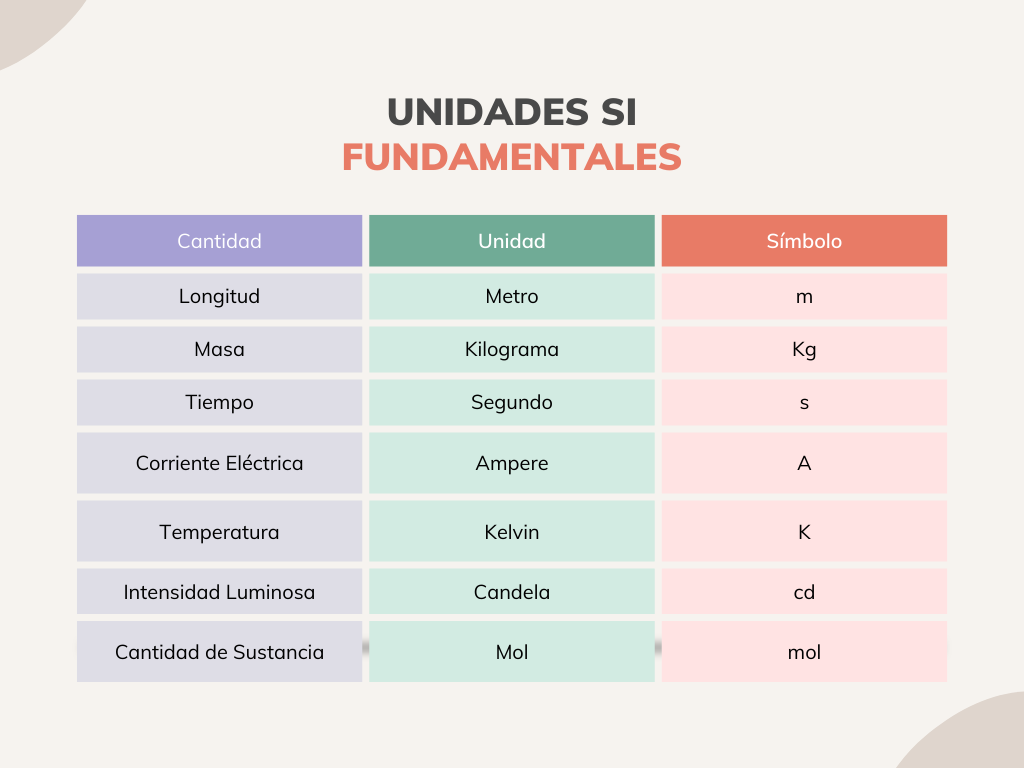 UNIDADES SI
FUNDAMENTALES
Cantidad Unidad Símbolo
Longitud Metro m
Masa Kilograma Kg
Tiempo Segundo s
Corriente Eléctrica Ampere A
Temperatura Kelvin K
Intensidad Luminosa Candela cd
Cantidad de Sustancia Mol mol